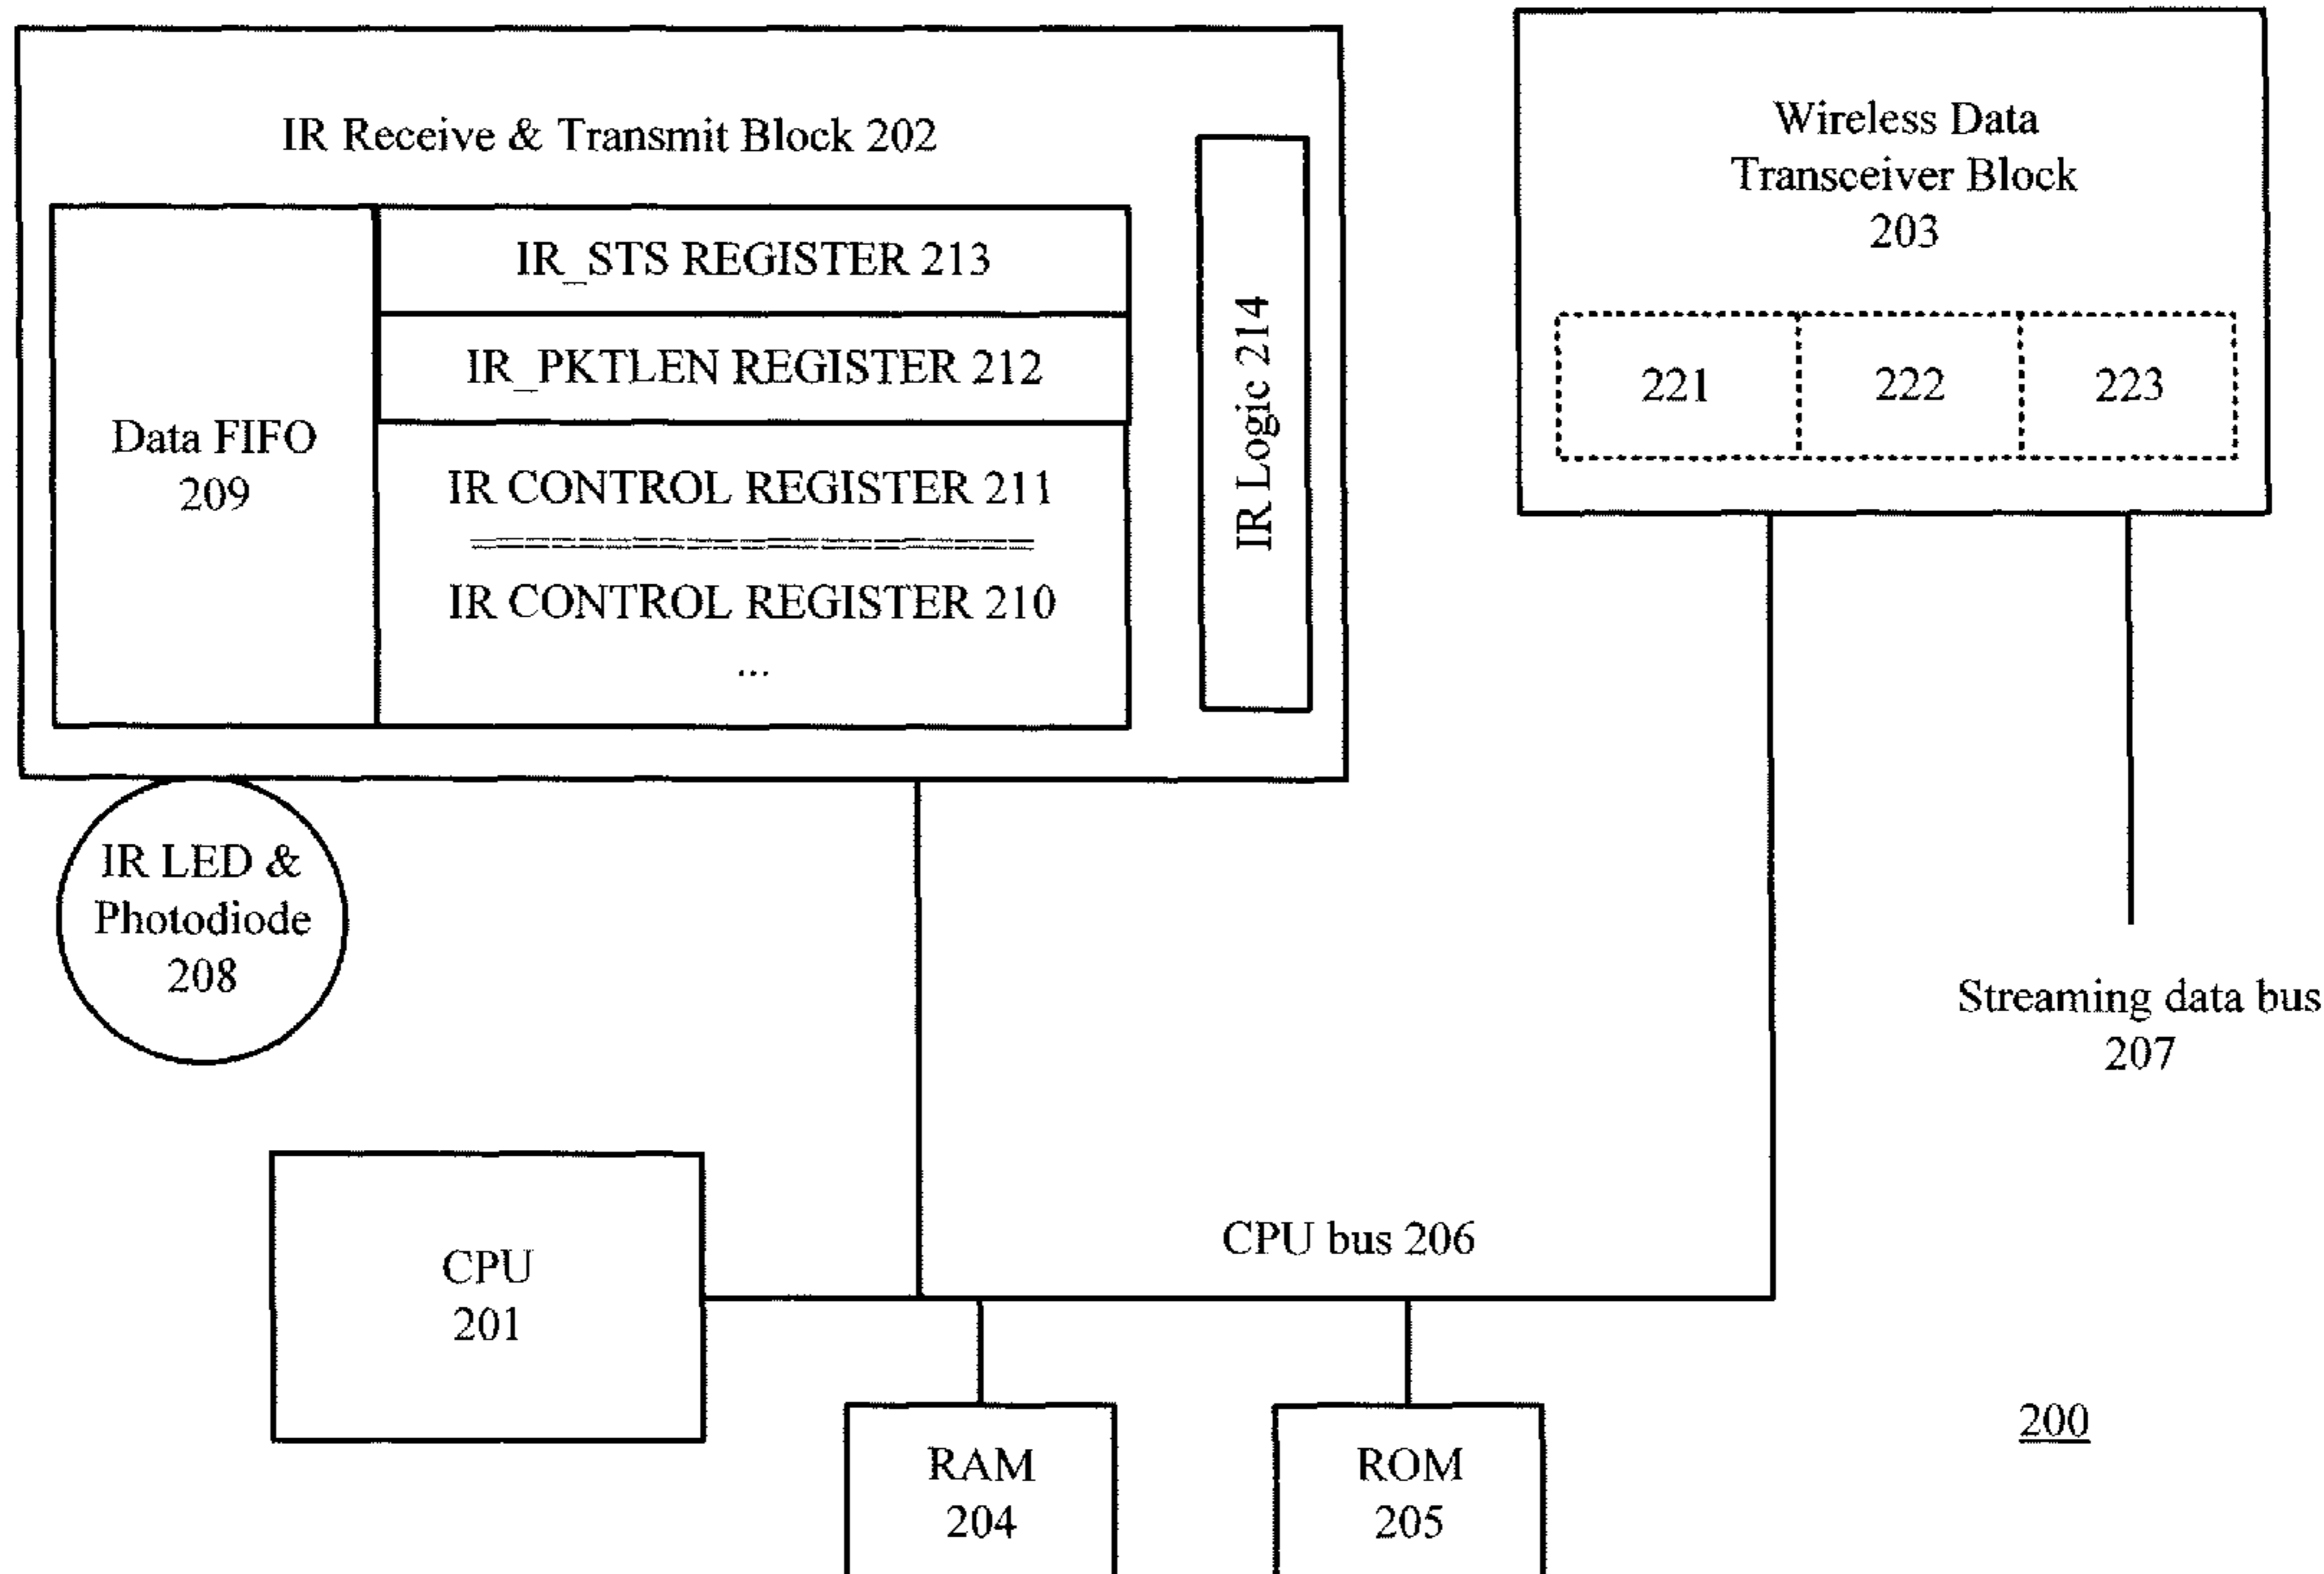 IR Receive & Transmit Block 202
IR_STS REGISTER 213
IR_PKTLEN REGISTER 212
Data FIFO
209
IR CONTROL REGISTER 211
IR CONTROL REGISTER 210
...
IR Logic 214
Wireless Data
Transceiver Block
203
221
222
223
IR LED &
Photodiode
208
Streaming data bus
207
CPU
201
CPU bus 206
RAM
204
ROM
205
200